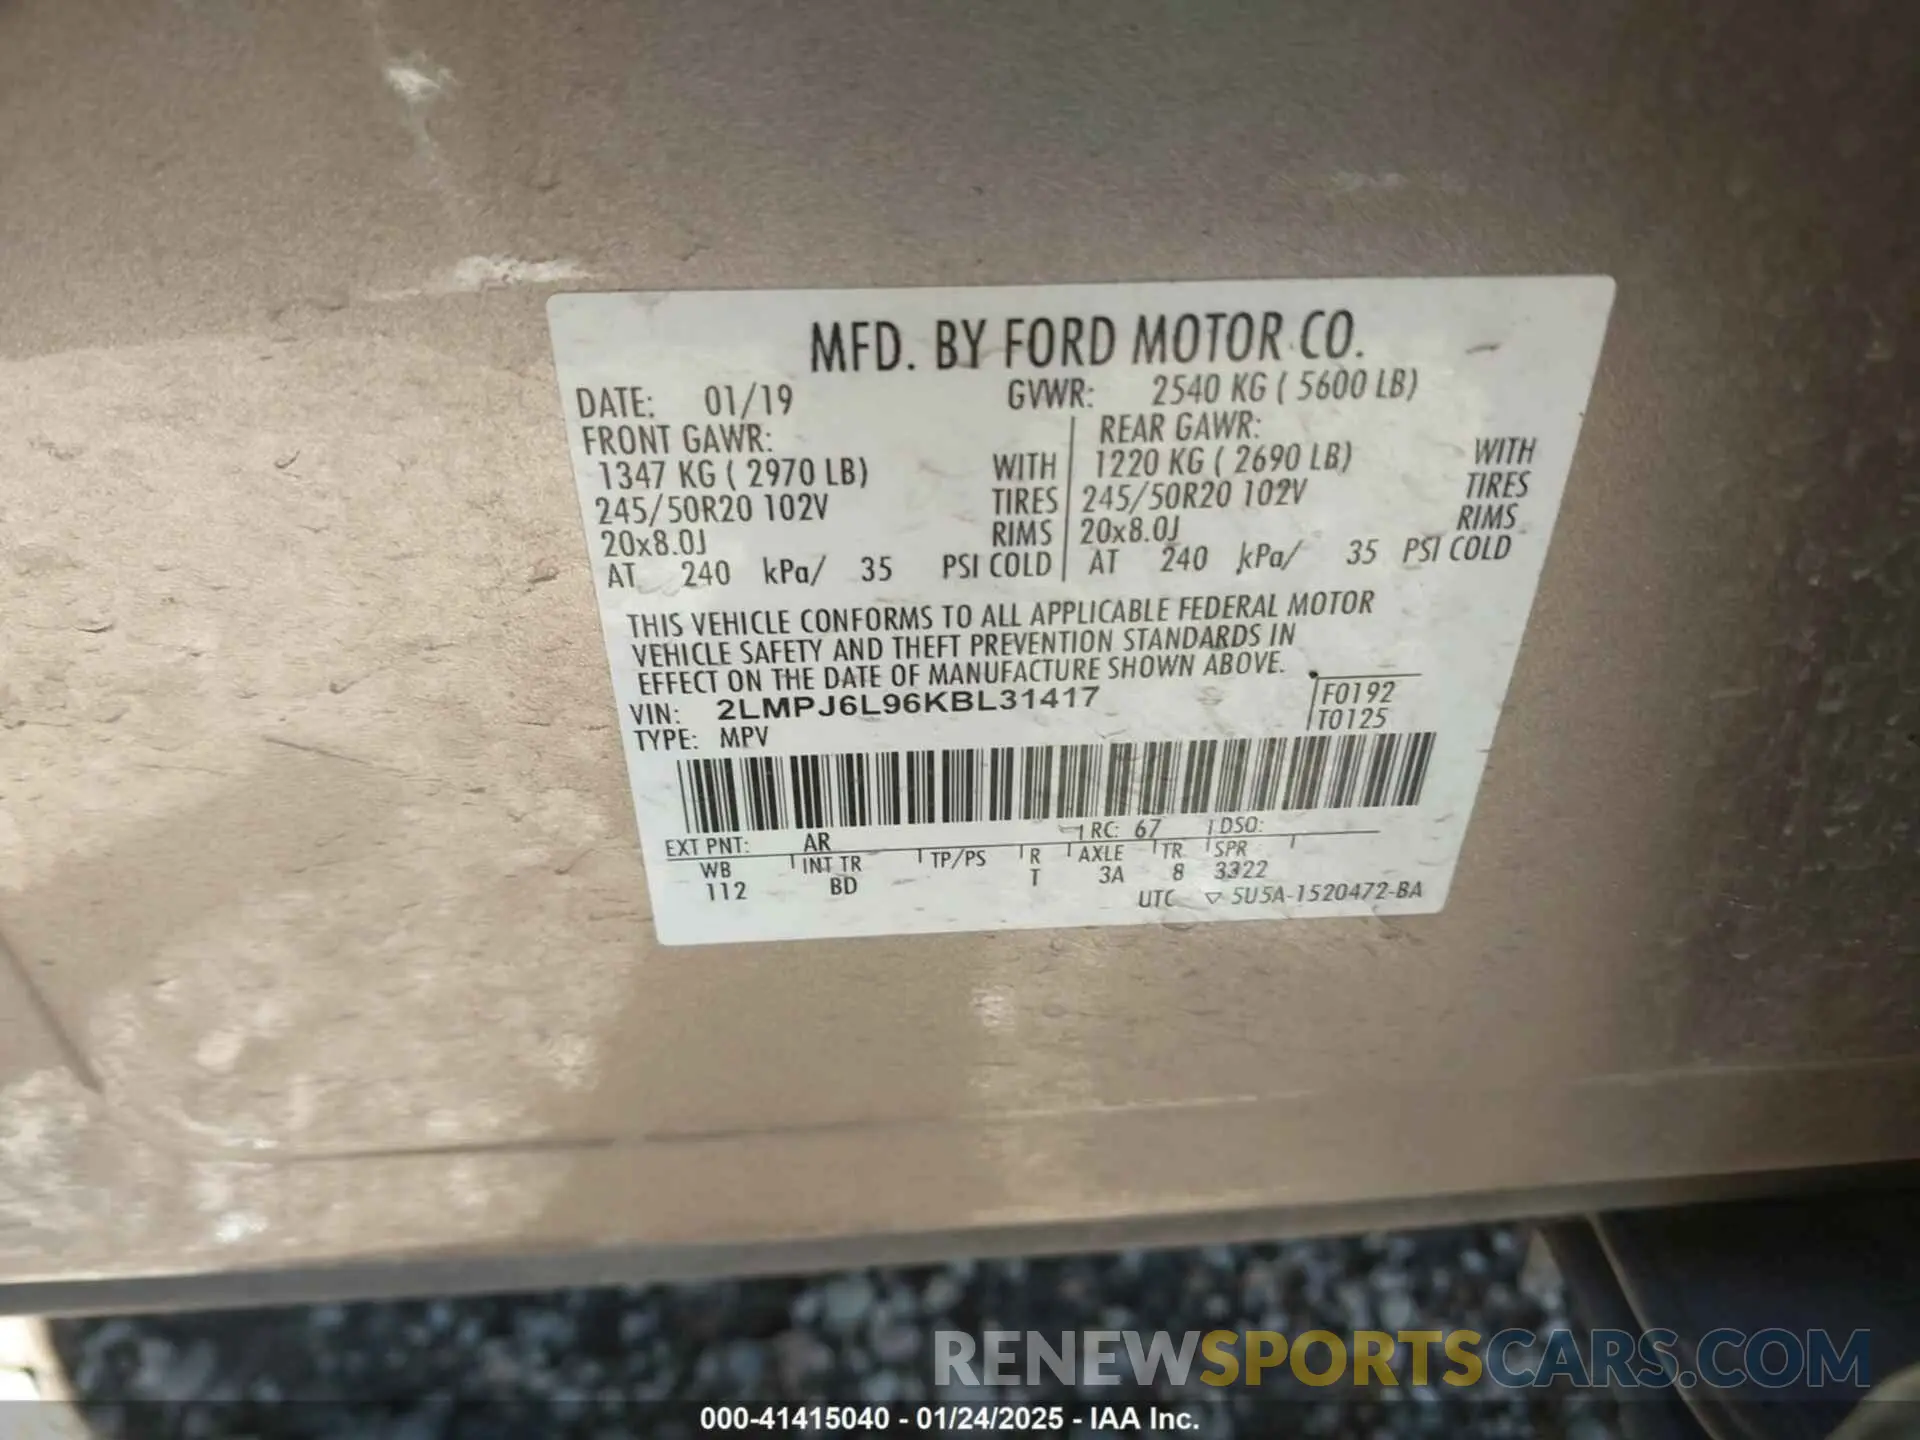 MFD. BY FORD MOTOR CO.
DATE: 01/19 GVWR: 2540 KG ( 5600 LB)
FRONT GAWR: REAR GAWR:
1347 KG ( 2970 LB) WITH 1220 KG ( 2690 LB) WITH
245/50R20 102V TIRES 245/50R20 102V TIRES
20x8.0J RIMS 20x8.0J RIMS
AT 240 kPa/ 35 PSI COLD AT 240 kPa/ 35 PSI COLD
THIS VEHICLE CONFORMS TO ALL APPLICABLE FEDERAL MOTOR
VEHICLE SAFETY AND THEFT PREVENTION STANDARDS IN
EFFECT ON THE DATE OF MANUFACTURE SHOWN ABOVE.
VIN: 2LMPJ6L96KBL31417 F0192
TYPE: MPV T0125
EXT PNT: AR RC: 67 DSO:
WB INT TR TP/PS R AXLE TR SPR
112 BD T 3A 8 3322
UTC ▽ 5U5A-1520472-BA
RENEWSPORTSCARS.COM
000-41415040 - 01/24/2025 - IAA Inc.